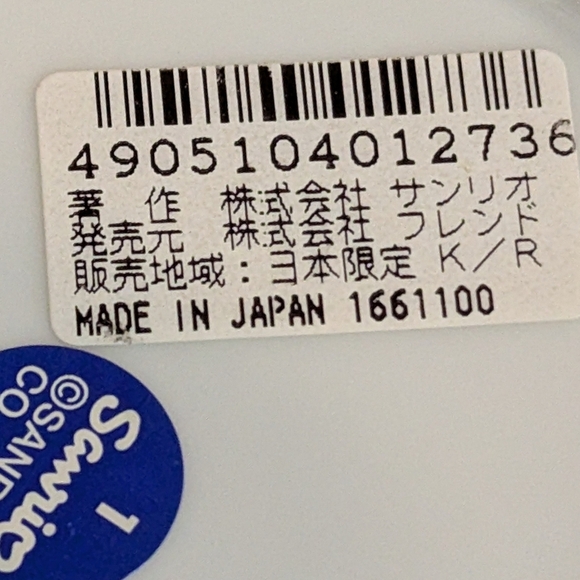 4905104012736
著　作　株式会社 サンリオ
発売元　株式会社 フレンド
販売地域：日本限定 K／R
MADE IN JAPAN 1661100
©SAN
CO
Sanrio
1